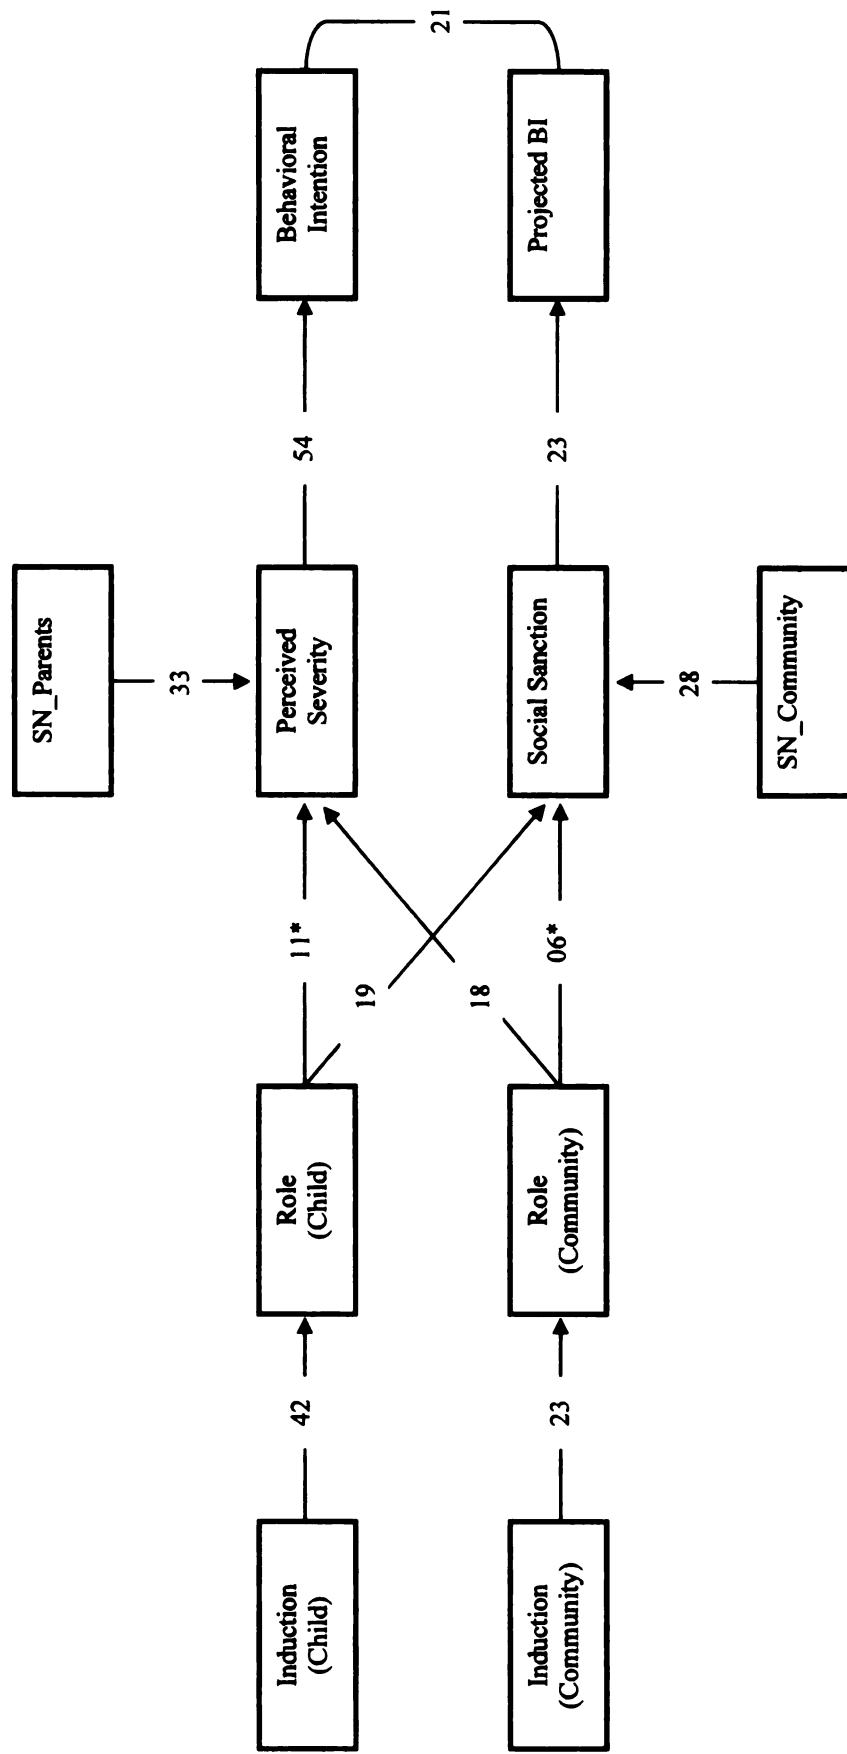 SN_Parents
33
Induction
(Child)
42
Role
(Child)
11*
Perceived
Severity
54
Behavioral
Intention
19
18
21
Induction
(Community)
23
Role
(Community)
06*
Social Sanction
23
Projected BI
28
SN_Community